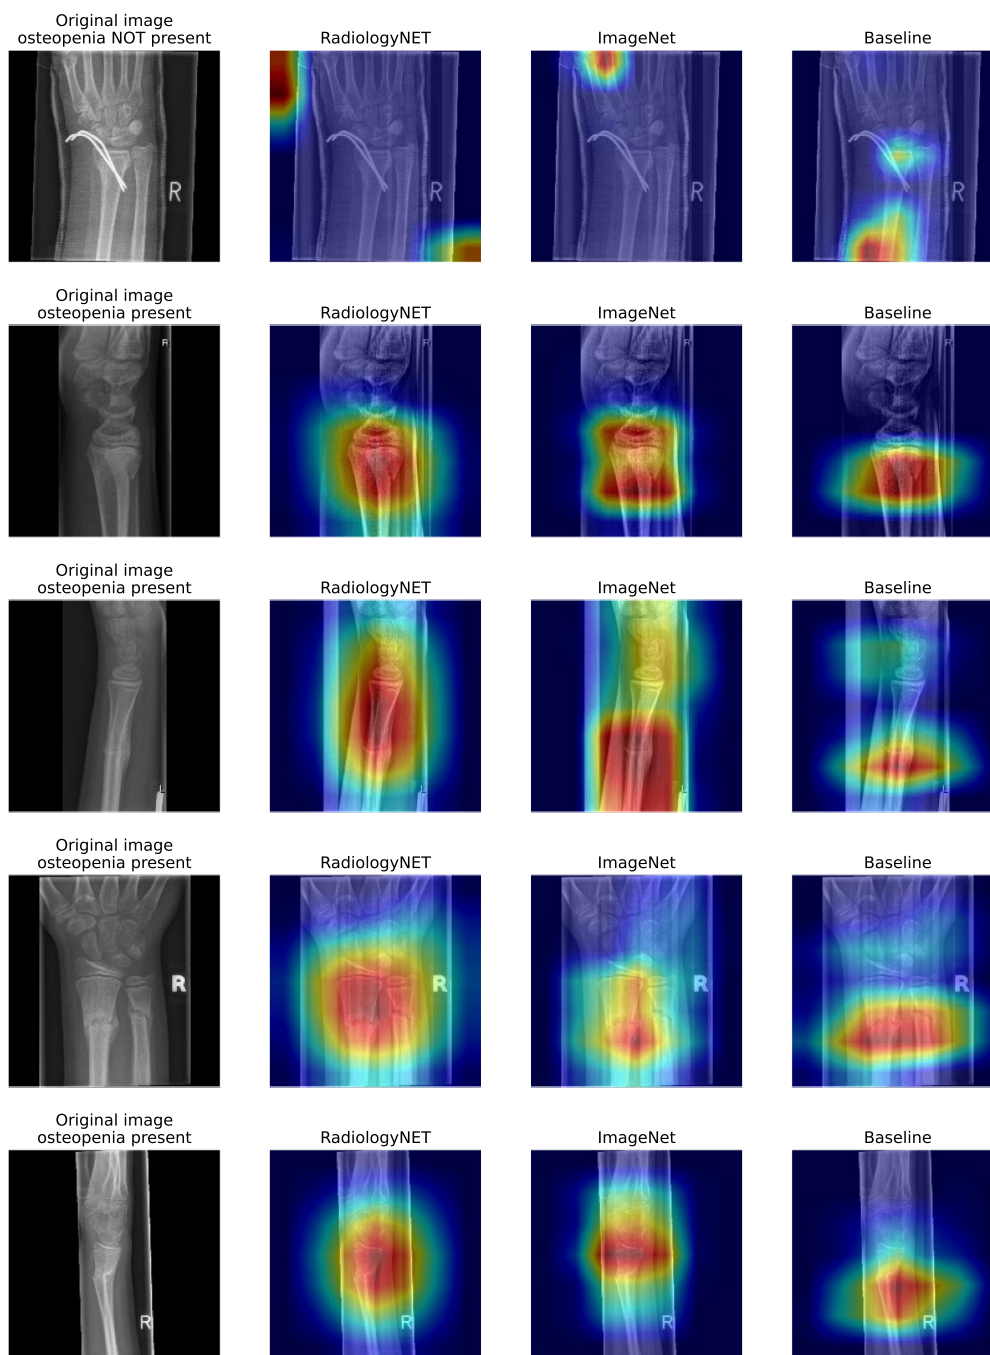 Original image
osteopenia NOT present
RadiologyNET
ImageNet
Baseline
R
R
R
R
Original image
osteopenia present
RadiologyNET
ImageNet
Baseline
R
R
R
R
Original image
osteopenia present
RadiologyNET
ImageNet
Baseline
L
L
L
L
Original image
osteopenia present
RadiologyNET
ImageNet
Baseline
R
R
R
R
Original image
osteopenia present
RadiologyNET
ImageNet
Baseline
R
R
R
R